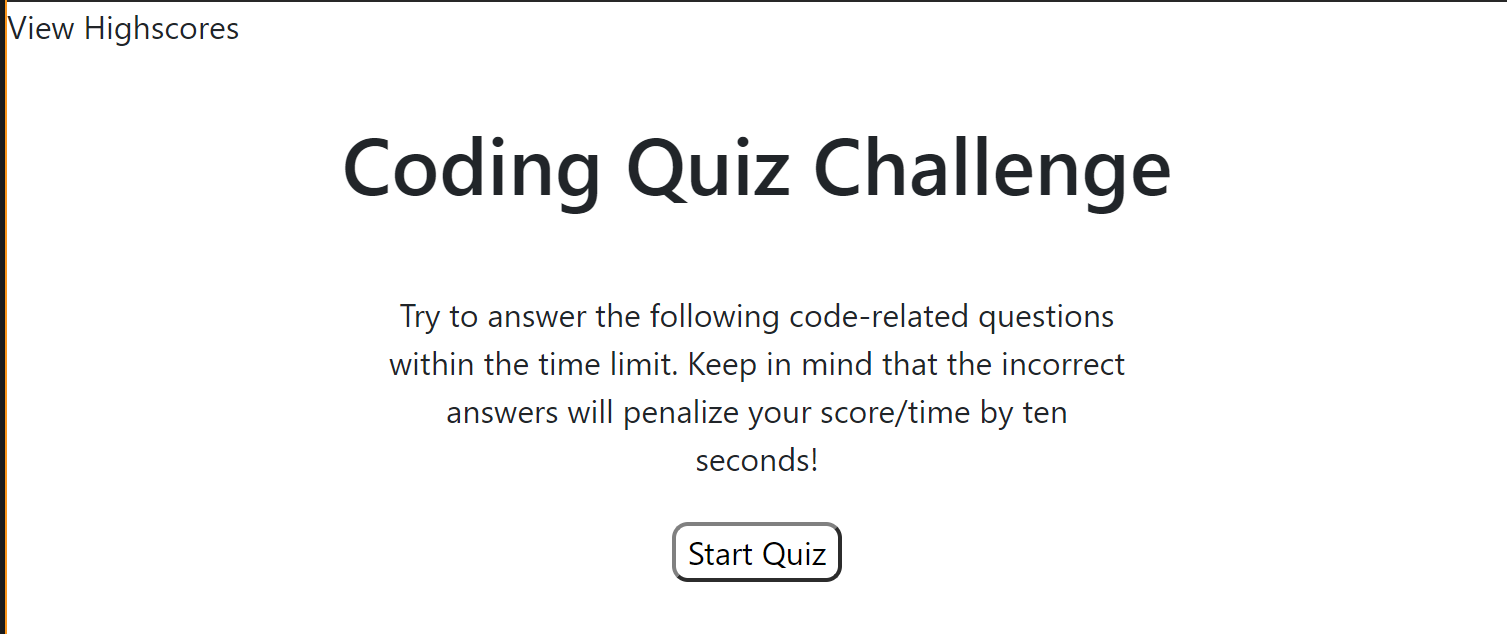 View Highscores
Coding Quiz Challenge
Try to answer the following code-related questions
within the time limit. Keep in mind that the incorrect
answers will penalize your score/time by ten
seconds!
Start Quiz